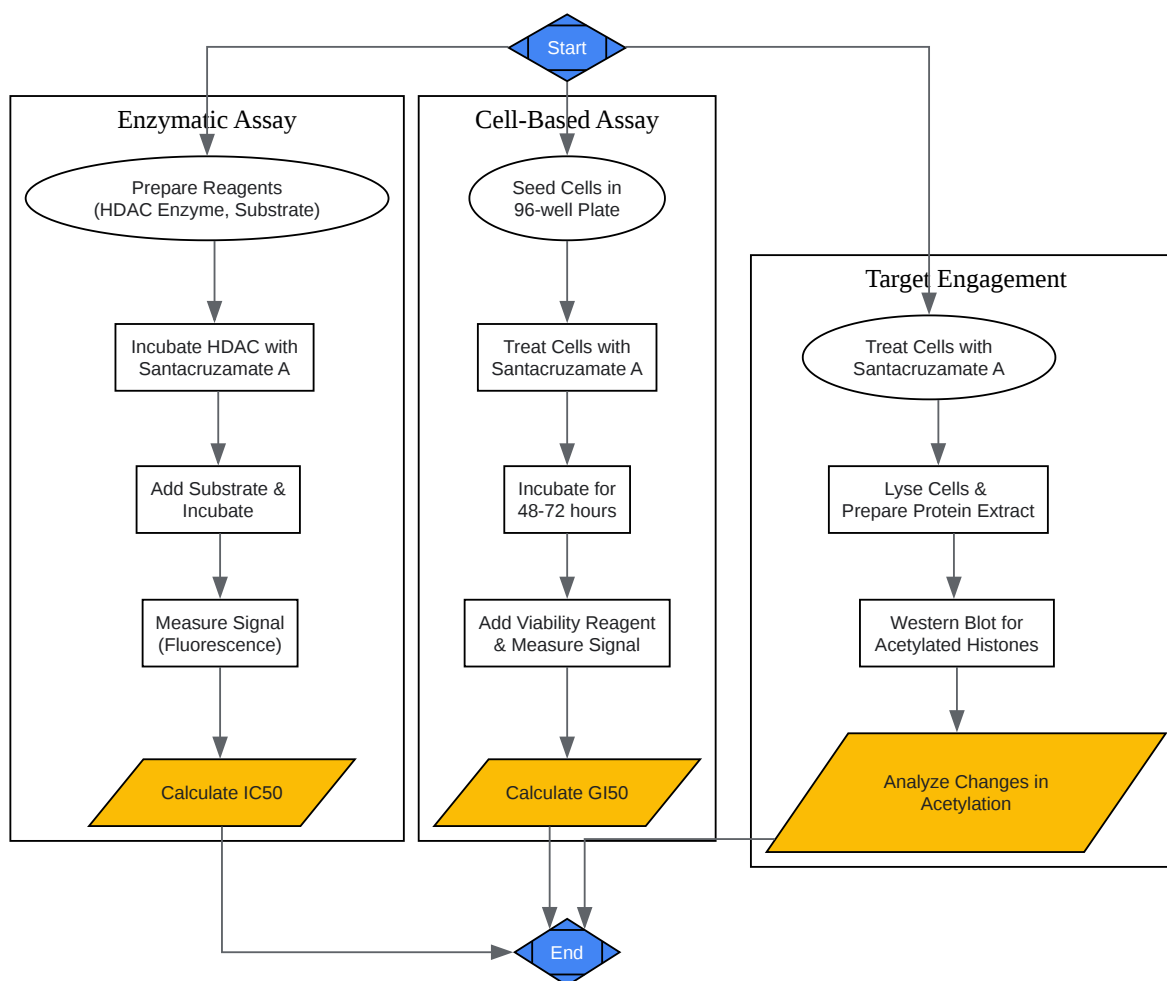 Start
Enzymatic Assay
Prepare Reagents
(HDAC Enzyme, Substrate)
Incubate HDAC with
Santacruzamate A
Add Substrate &
Incubate
Measure Signal
(Fluorescence)
Calculate IC50
Cell-Based Assay
Seed Cells in
96-well Plate
Treat Cells with
Santacruzamate A
Incubate for
48-72 hours
Add Viability Reagent
& Measure Signal
Calculate GI50
Target Engagement
Treat Cells with
Santacruzamate A
Lyse Cells &
Prepare Protein Extract
Western Blot for
Acetylated Histones
Analyze Changes in
Acetylation
End